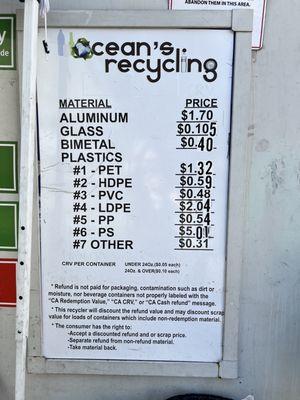 ABANDON THEM IN THIS AREA.
Ocean's
recycling
MATERIAL PRICE
ALUMINUM $1.70
GLASS $0.105
BIMETAL $0.40
PLASTICS
#1 - PET $1.32
#2 - HDPE $0.59
#3 - PVC $0.48
#4 - LDPE $2.04
#5 - PP $0.54
#6 - PS $5.01
#7 OTHER $0.31
CRV PER CONTAINER UNDER 24Oz.($0.05 each)
24Oz. & OVER($0.10 each)
* Refund is not paid for packaging, contamination such as dirt or
moisture, nor beverage containers not properly labeled with the
"CA Redemption Value," "CA CRV," or "CA Cash refund" message.
* This recycler will discount the refund value and may discount scrap
value for loads of containers which include non-redemption material.
* The consumer has the right to:
-Accept a discounted refund and or scrap price.
-Separate refund from non-refund material.
-Take material back.